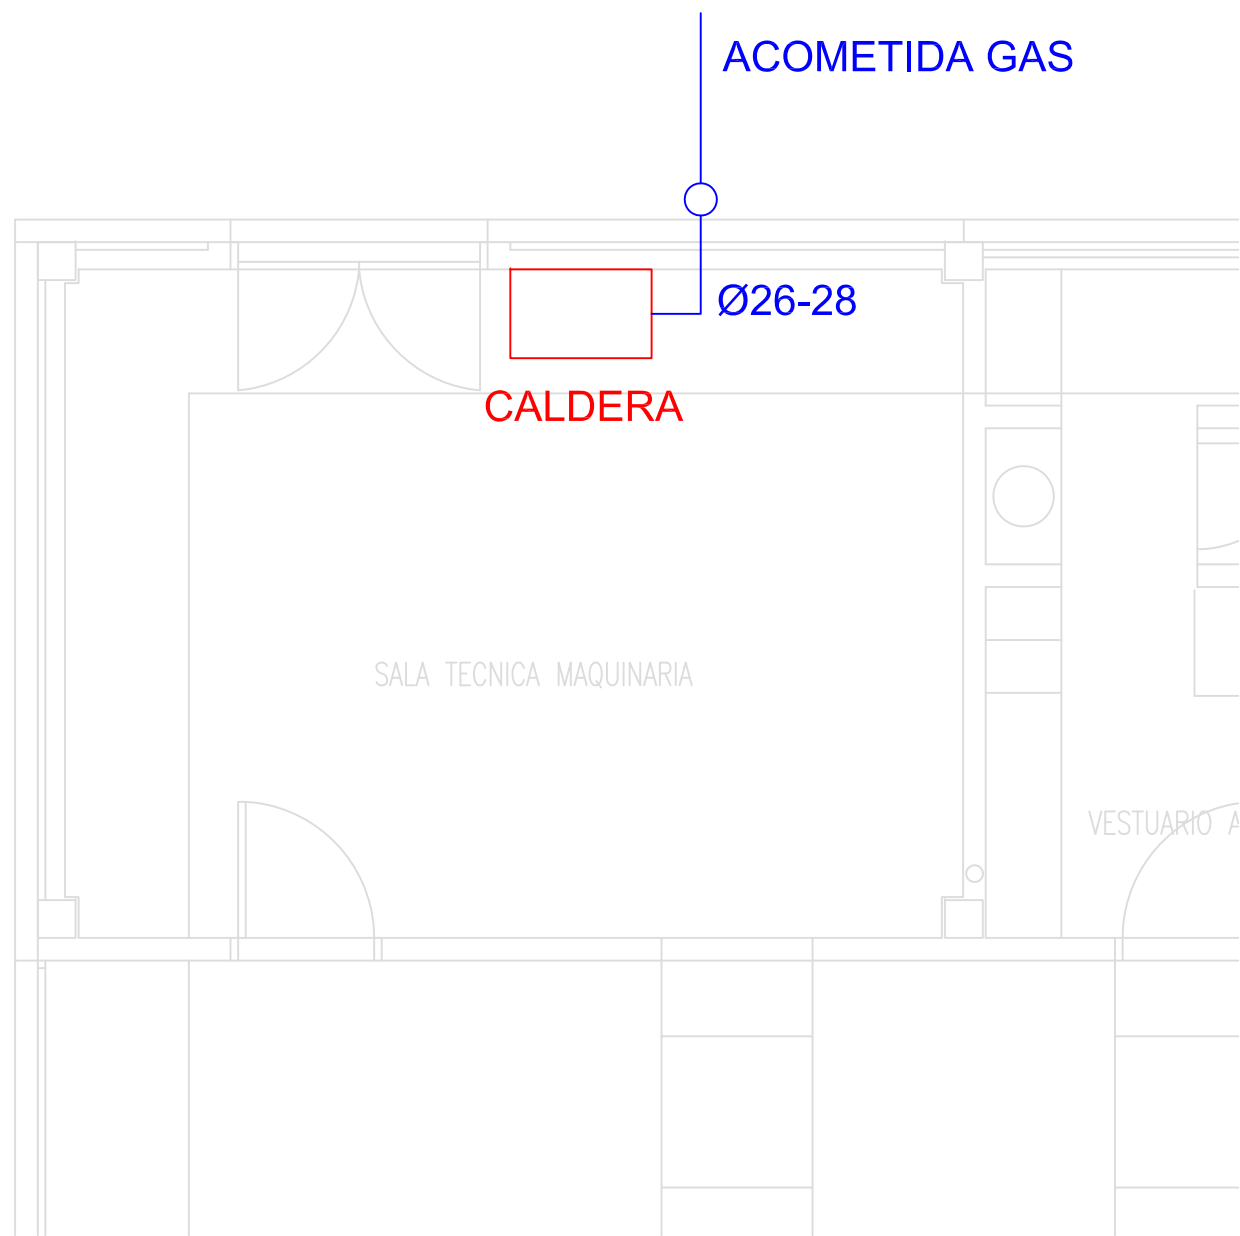 ACOMETIDA GAS
Ø26-28
CALDERA
SALA TECNICA MAQUINARIA
VESTUARIO